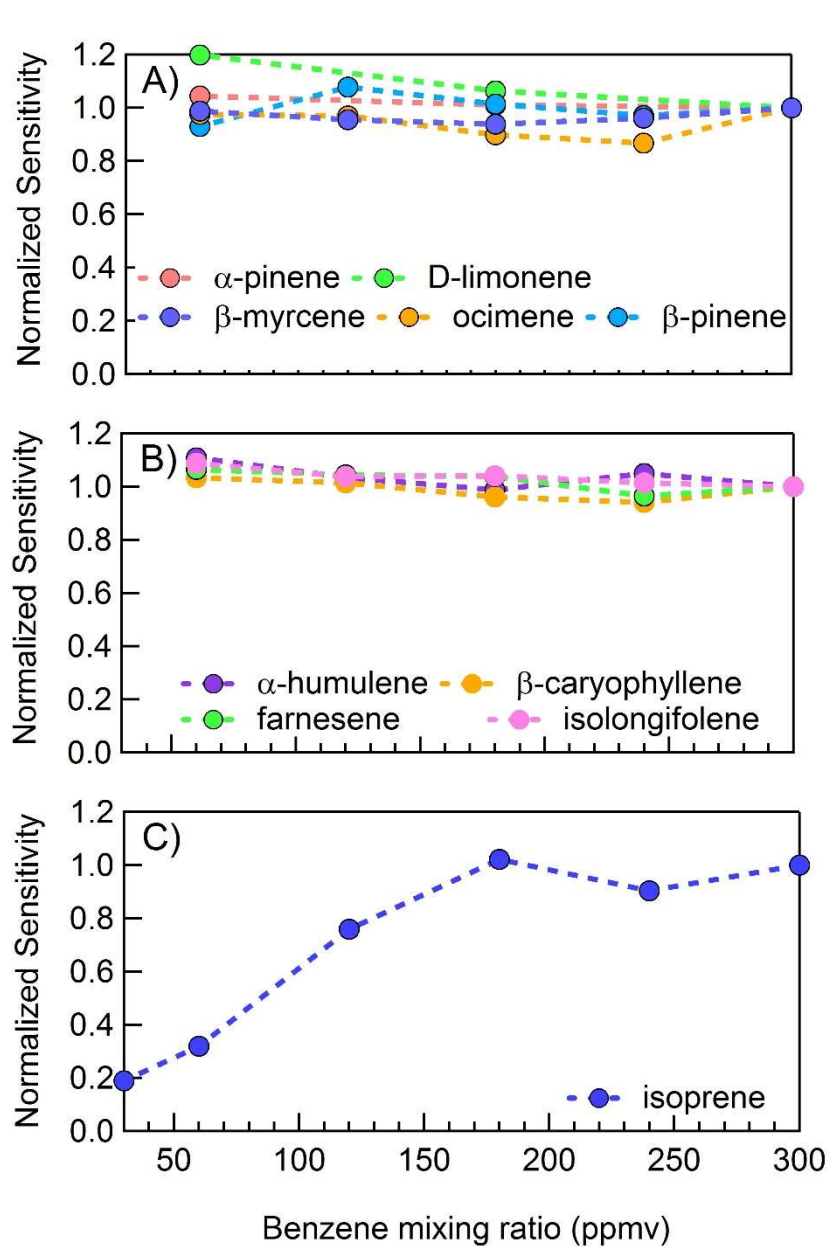 Normalized Sensitivity
1.2
1.0
0.8
0.6
0.4
0.2
0.0
A)
α-pinene D-limonene
β-myrcene ocimene β-pinene
Normalized Sensitivity
1.2
1.0
0.8
0.6
0.4
0.2
0.0
B)
α-humulene β-caryophyllene
farnesene isolongifolene
Normalized Sensitivity
1.2
1.0
0.8
0.6
0.4
0.2
0.0
C)
isoprene
50 100 150 200 250 300
Benzene mixing ratio (ppmv)